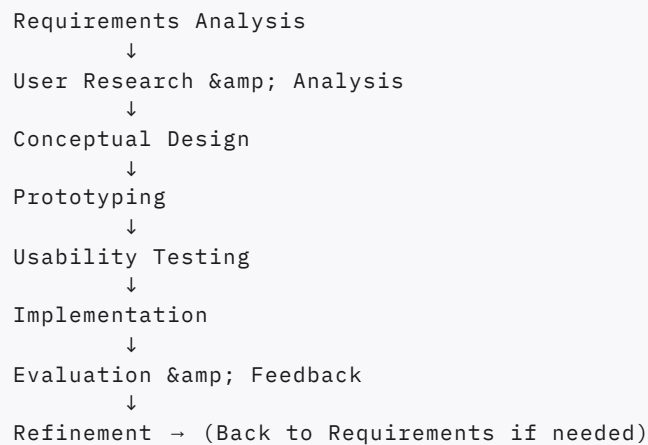 Requirements Analysis
↓
User Research &amp; Analysis
↓
Conceptual Design
↓
Prototyping
↓
Usability Testing
↓
Implementation
↓
Evaluation &amp; Feedback
↓
Refinement → (Back to Requirements if needed)